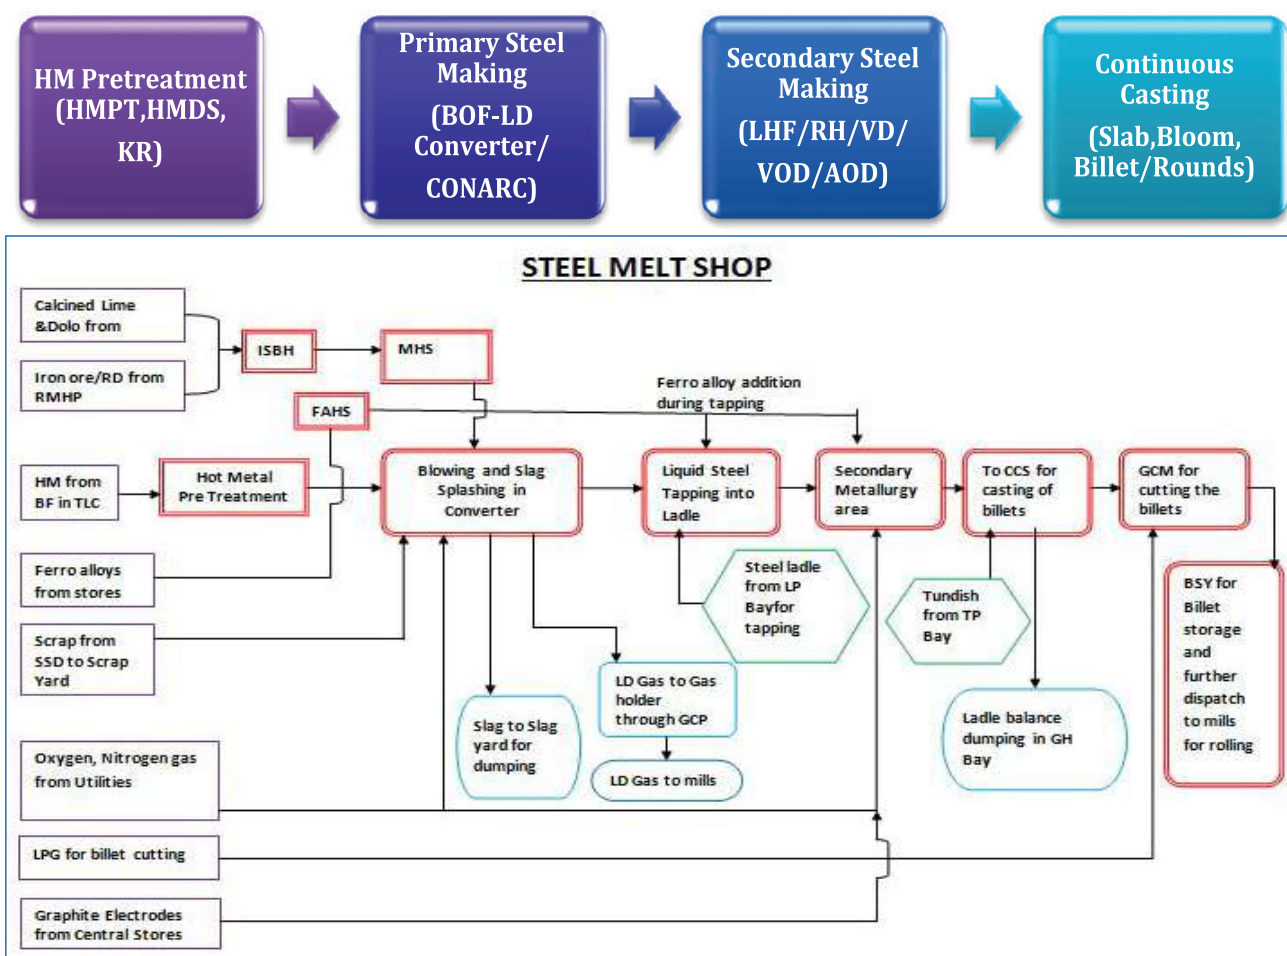 HM Pretreatment
(HMPT,HMDS,
KR)
Primary Steel
Making
(BOF-LD
Converter/
CONARC)
Secondary Steel
Making
(LHF/RH/VD/
VOD/AOD)
Continuous
Casting
(Slab,Bloom,
Billet/Rounds)
STEEL MELT SHOP
Calcined Lime
&Dolo from
Iron ore/RD from
RMHP
ISBH
MHS
FAHS
Ferro alloy addition
during tapping
HM from
BF in TLC
Hot Metal
Pre Treatment
Blowing and Slag
Splashing in
Converter
Liquid Steel
Tapping into
Ladle
Secondary
Metallurgy
area
To CCS for
casting of
billets
GCM for
cutting the
billets
Ferro alloys
from stores
Scrap from
SSD to Scrap
Yard
Steel ladle
from LP
Bayfor
tapping
Tundish
from TP
Bay
BSY for
Billet
storage
and
further
dispatch
to mills
for rolling
Slag to Slag
yard for
dumping
LD Gas to Gas
holder
through GCP
LD Gas to mills
Ladle balance
dumping in GH
Bay
Oxygen, Nitrogen gas
from Utilities
LPG for billet cutting
Graphite Electrodes
from Central Stores